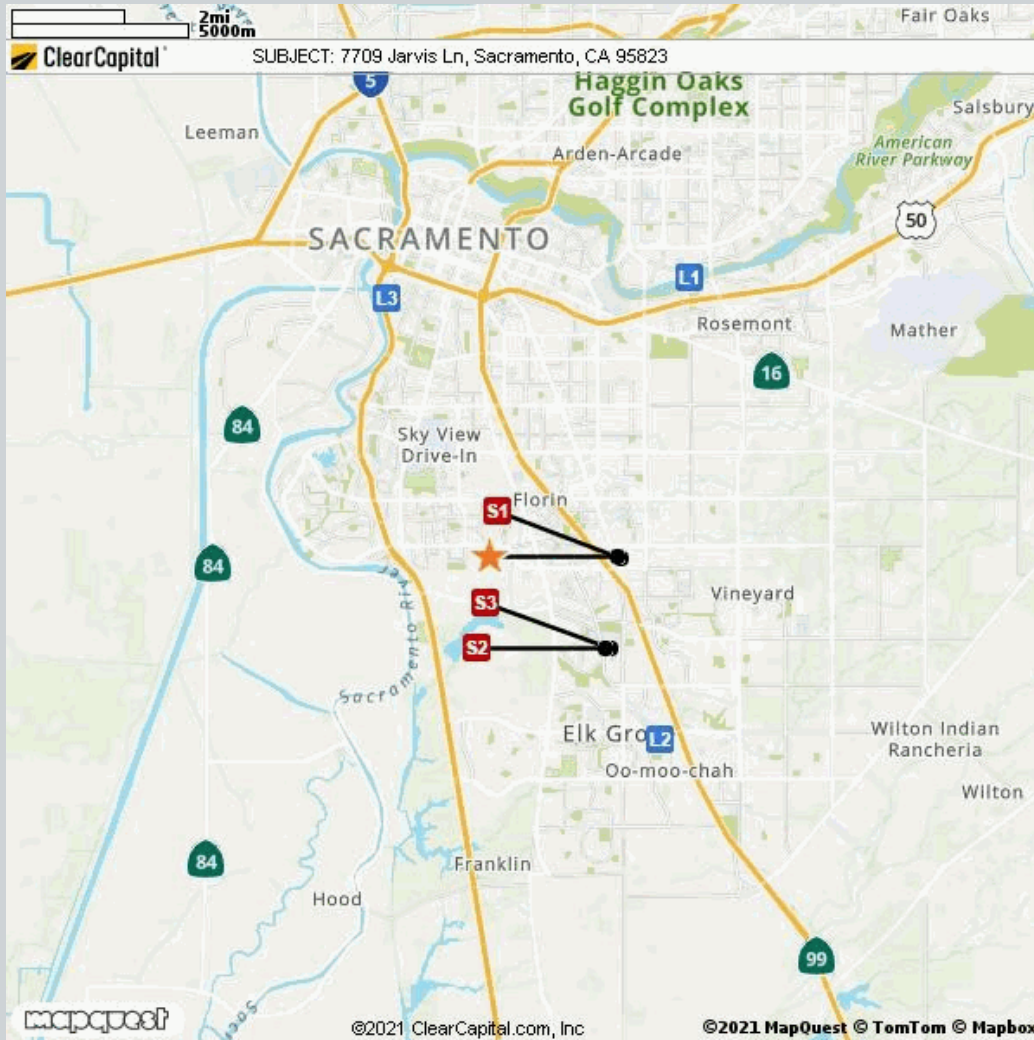 2mi
5000m
Fair Oaks
ClearCapital
SUBJECT: 7709 Jarvis Ln, Sacramento, CA 95823
5
Haggin Oaks
Golf Complex
Salsbury
Leeman
American
River Parkway
Arden-Arcade
50
SACRAMENTO
L1
L3
Rosemont
Mather
16
84
Sky View
Drive-In
Florin
S1
84
River
S3
Vineyard
S2
Sacramento
Sacramento River
Elk Gro
L2
Wilton Indian
Rancheria
Oo-moo-chah
Wilton
84
Franklin
Hood
99
mapquest
©2021 ClearCapital.com, Inc
©2021 MapQuest © TomTom © Mapbox